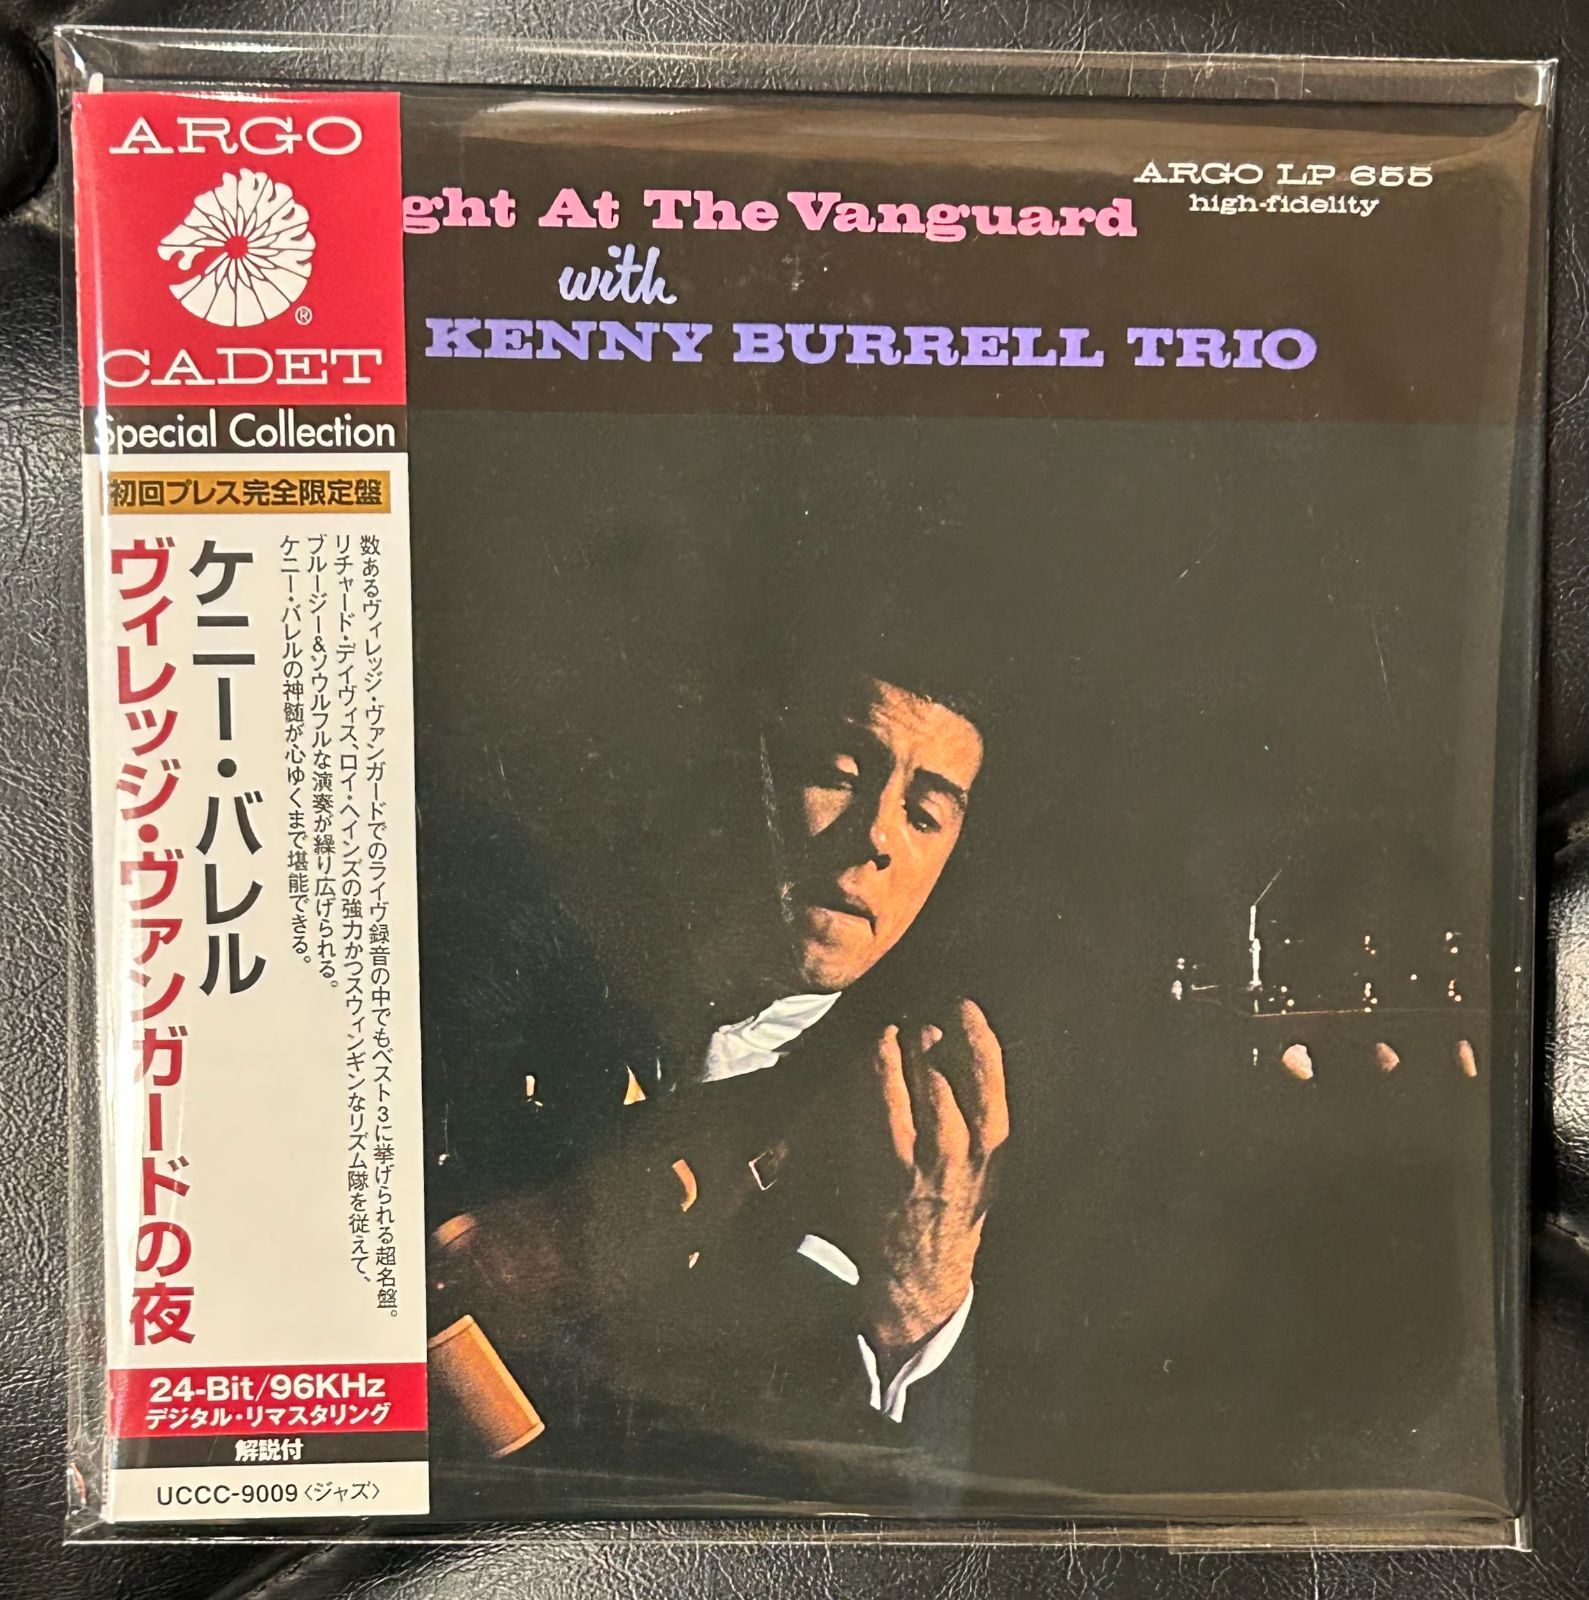 ARGO
®
CADET
Special Collection
初回プレス完全限定盤
数あるヴィレッジ・ヴァンガードでのライヴ録音の中でもベスト3に挙げられる超名盤。
リチャード・デイヴィス、ロイ・ヘインズの強力かつスウィンギンなリズム隊を従えて、
ブルージー&ソウルフルな演奏が繰り広げられる。
ケニー・バレルの神髄が心ゆくまで堪能できる。
ケニー・バレル
ヴィレッジ・ヴァンガードの夜
24-Bit/96KHz
デジタル・リマスタリング
解説付
UCCC-9009〈ジャズ〉
ARGO LP 655
high-fidelity
ght At The Vanguard
with
KENNY BURRELL TRIO